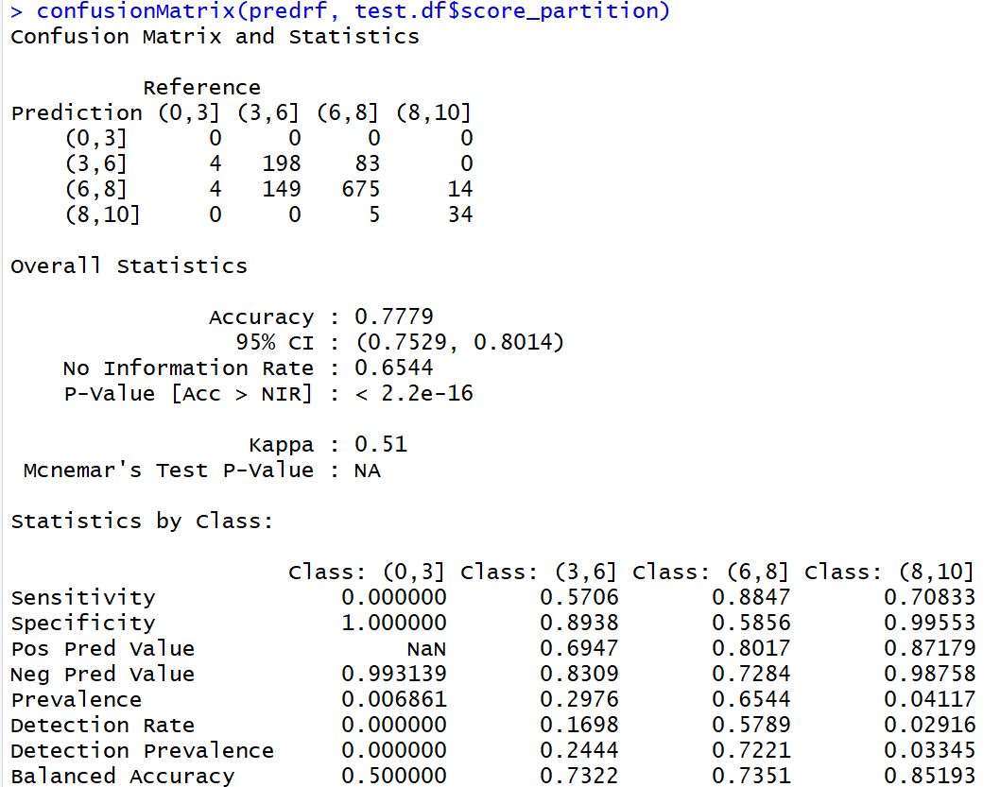 > confusionMatrix(predrf, test.df$score_partition)
Confusion Matrix and Statistics
Reference
Prediction (0,3] (3,6] (6,8] (8,10]
(0,3] 0 0 0 0
(3,6] 4 198 83 0
(6,8] 4 149 675 14
(8,10] 0 0 5 34
Overall Statistics
Accuracy : 0.7779
95% CI : (0.7529, 0.8014)
No Information Rate : 0.6544
P-Value [Acc > NIR] : < 2.2e-16
Kappa : 0.51
Mcnemar's Test P-Value : NA
Statistics by Class:
Class: (0,3] Class: (3,6] Class: (6,8] Class: (8,10]
Sensitivity 0.000000 0.5706 0.8847 0.70833
Specificity 1.000000 0.8938 0.5856 0.99553
Pos Pred Value NaN 0.6947 0.8017 0.87179
Neg Pred Value 0.993139 0.8309 0.7284 0.98758
Prevalence 0.006861 0.2976 0.6544 0.04117
Detection Rate 0.000000 0.1698 0.5789 0.02916
Detection Prevalence 0.000000 0.2444 0.7221 0.03345
Balanced Accuracy 0.500000 0.7322 0.7351 0.85193